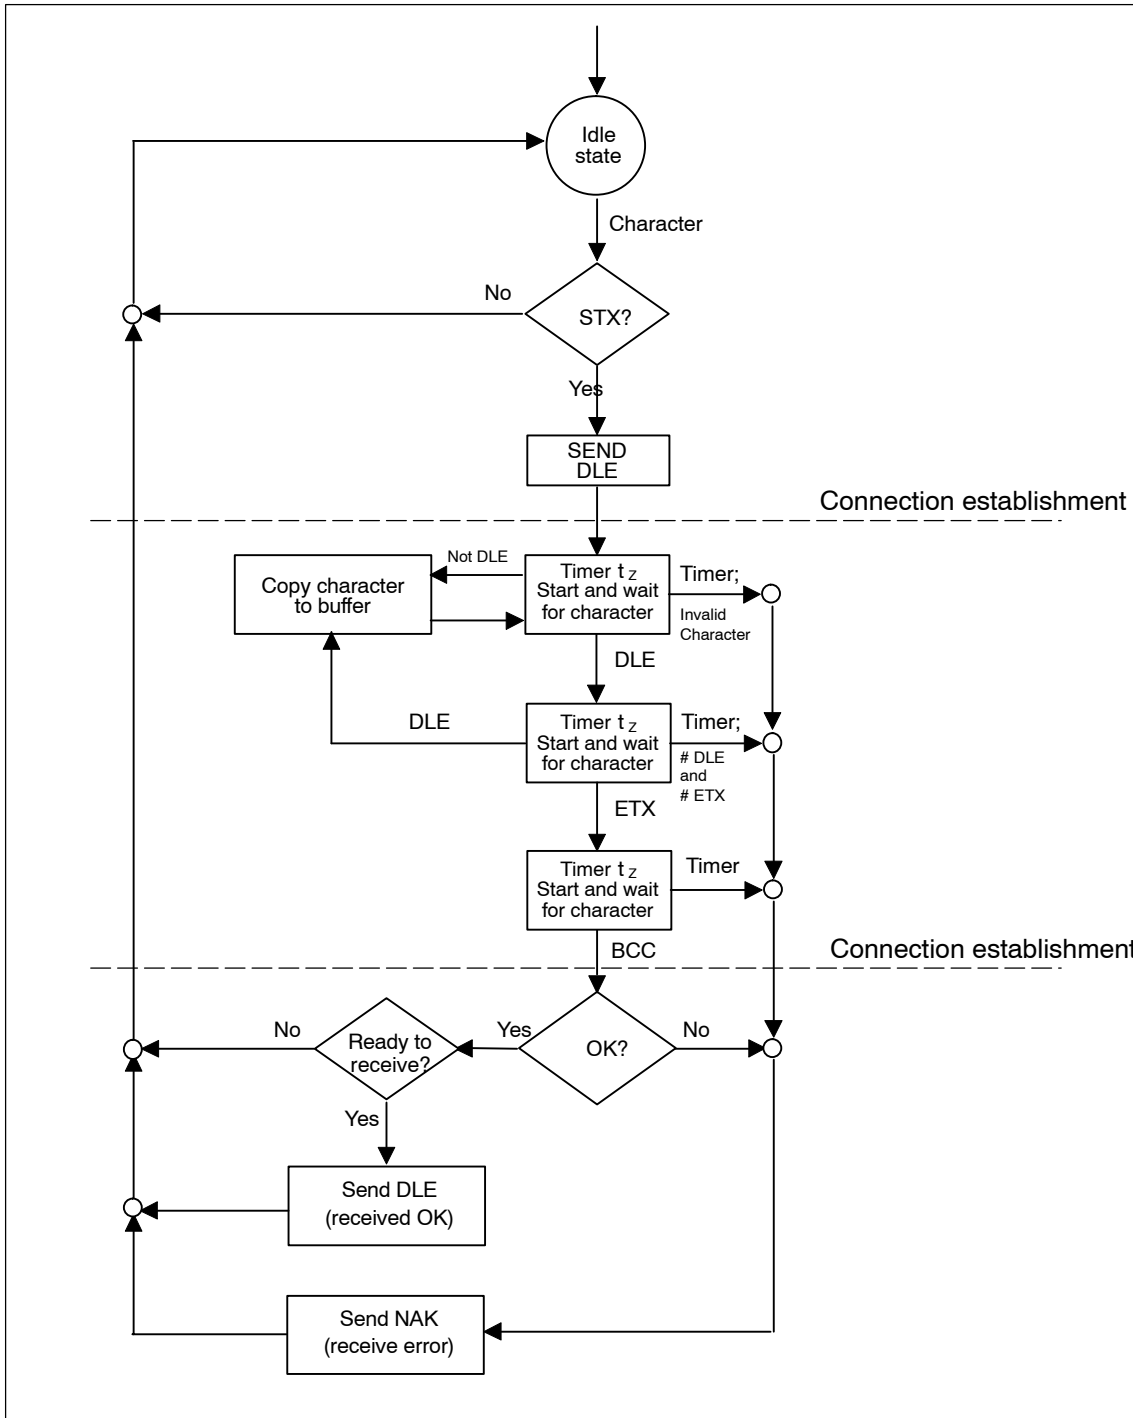 Idle
state
Character
No
STX?
Yes
SEND
DLE
Connection establishment
Not DLE
Copy character
to buffer
Timer t Z
Start and wait
for character
Timer;
Invalid
Character
DLE
DLE
Timer t Z
Start and wait
for character
Timer;
# DLE
and
# ETX
ETX
Timer t Z
Start and wait
for character
Timer
BCC
Connection establishment
No
Ready to
receive?
Yes
OK?
No
Yes
Send DLE
(received OK)
Send NAK
(receive error)